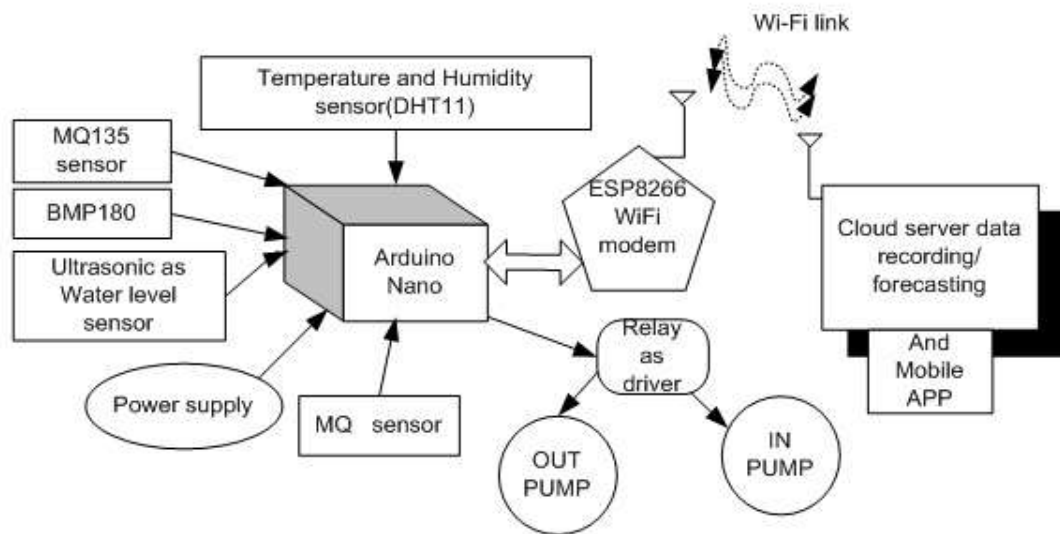 Wi-Fi link
Temperature and Humidity
sensor(DHT11)
MQ135
sensor
BMP180
Ultrasonic as
Water level
sensor
Power supply
MQ sensor
Arduino
Nano
ESP8266
WiFi
modem
Relay
as
driver
OUT
PUMP
IN
PUMP
Cloud server data
recording/
forecasting
And
Mobile
APP